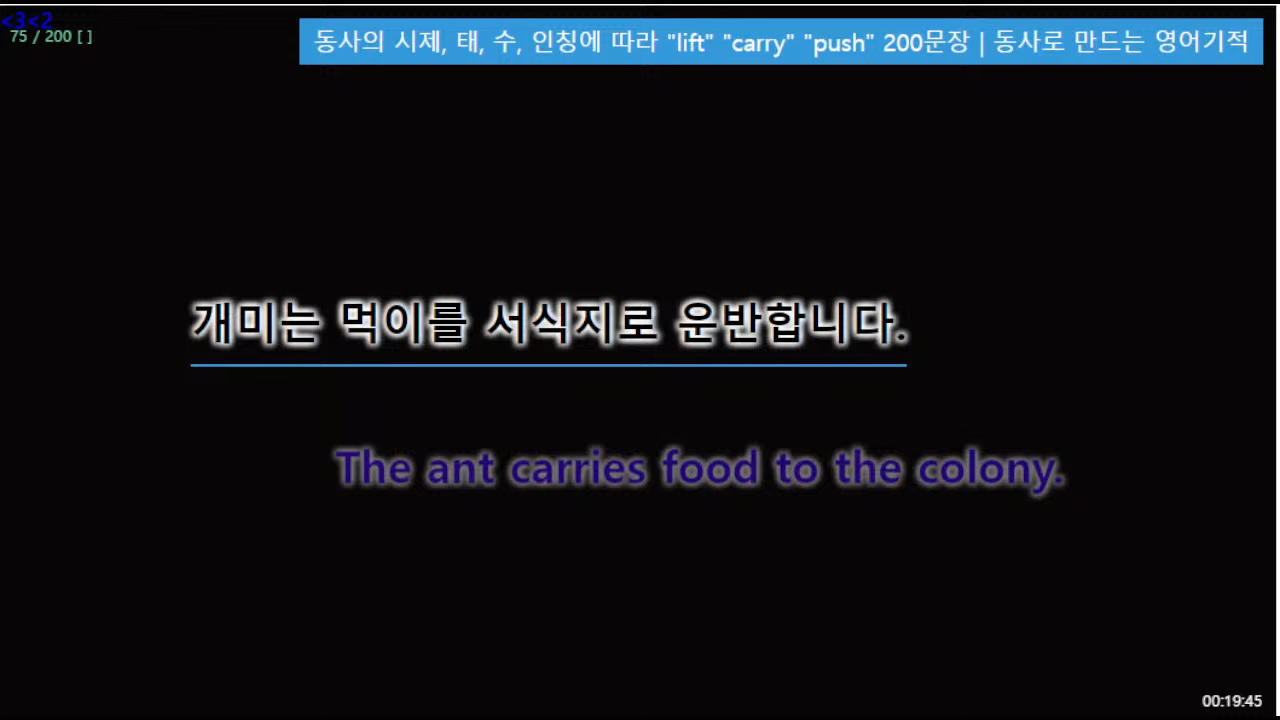 <3<2
75 / 200 [ ]
동사의 시제, 태, 수, 인칭에 따라 "lift" "carry" "push" 200문장 | 동사로 만드는 영어기적
개미는 먹이를 서식지로 운반합니다.
The ant carries food to the colony.
00:19:45